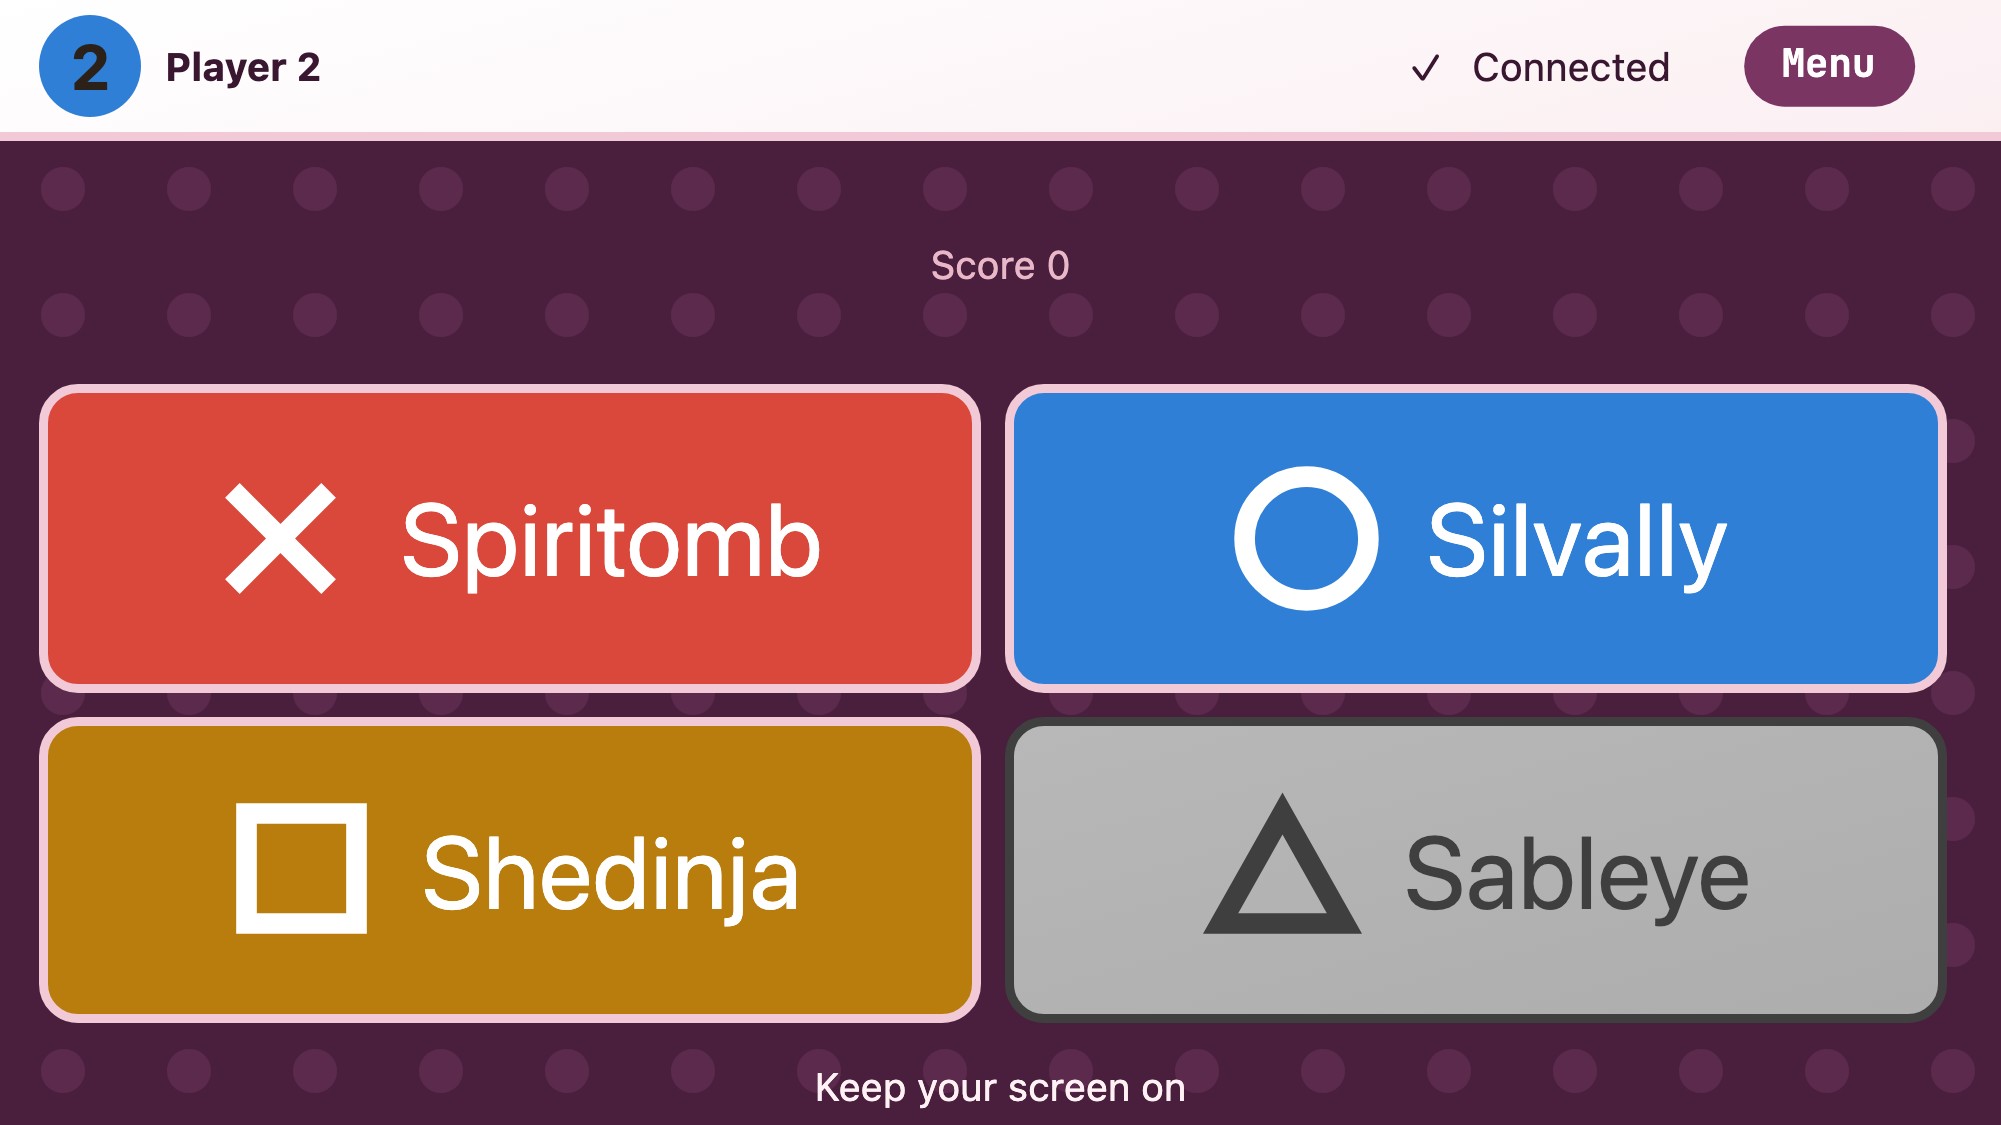 2 Player 2
✓ Connected
Menu
Score 0
Spiritomb
Silvally
Shedinja
Sableye
Keep your screen on